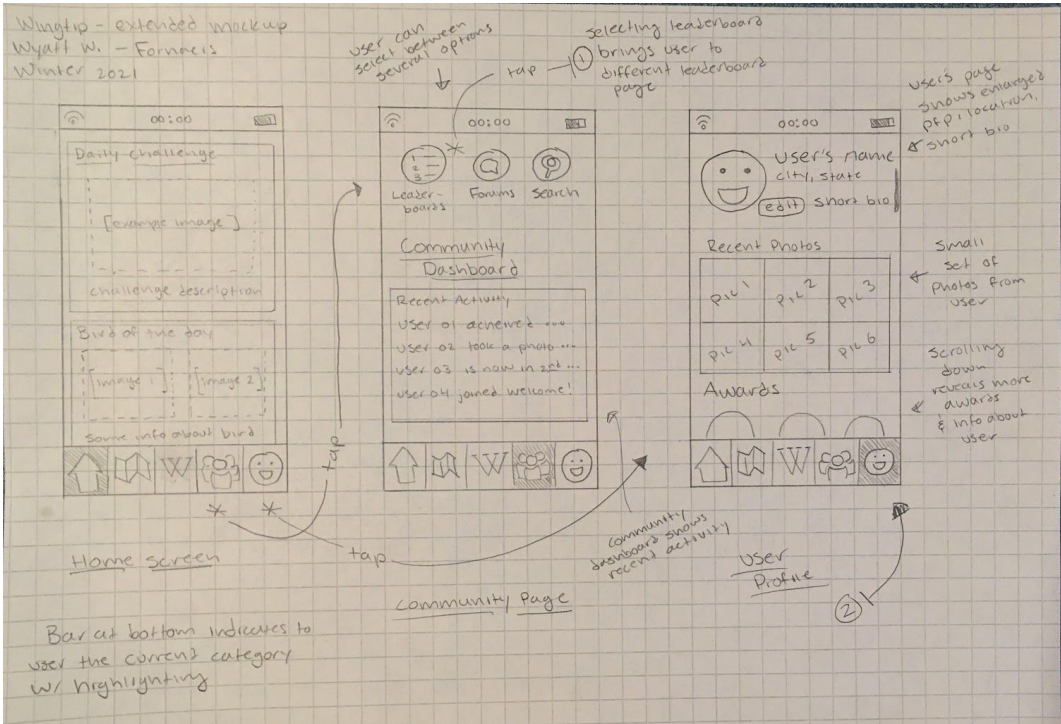 Wingtip - extended mockup
Wyatt W. - Fornacis
Winter 2021
user can
select between
several options
tap
1
selecting leaderboard
brings user to
different leaderboard
page
user's page
shows enlarged
pfp, location,
& short bio
00:00
Daily challenge
[example image]
challenge description
Bird of the day
[image 1]
[image 2]
some info about bird
W
Home screen
Bar at bottom indicates to
user the current category
w/ highlighting
tap
tap
00:00
1
2
3
Leader-
boards
Forums
Search
Community
Dashboard
Recent Activity
user 01 acheived ...
user 02 took a photo ...
user 03 is now in 2nd ...
user 04 joined welcome!
W
Community Page
community
dashboard shows
recent activity
00:00
user's name
city, state
edit short bio
Recent Photos
pic 1
pic 2
pic 3
pic 4
pic 5
pic 6
Awards
W
User
Profile
2
Small
set of
photos from
user
Scrolling
down
reveals more
awards
& info about
user